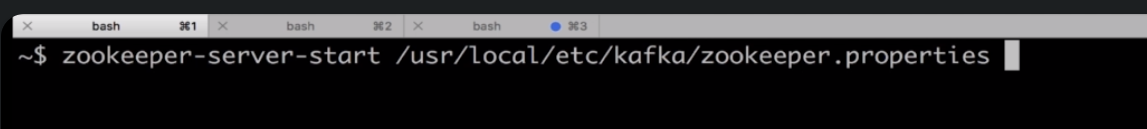 bash ⌘1 bash ⌘2 bash ⌘3
~$ zookeeper-server-start /usr/local/etc/kafka/zookeeper.properties